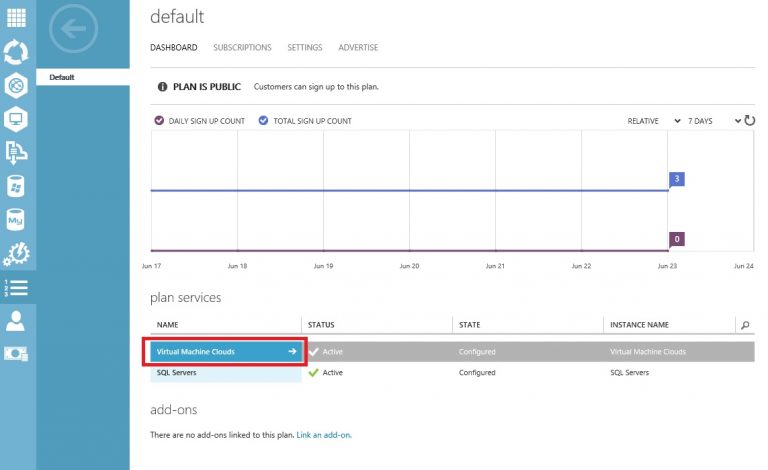 default
DASHBOARD SUBSCRIPTIONS SETTINGS ADVERTISE
Default
PLAN IS PUBLIC Customers can sign up to this plan.
DAILY SIGN UP COUNT TOTAL SIGN UP COUNT RELATIVE 7 DAYS
3
0
Jun 17 Jun 18 Jun 19 Jun 20 Jun 21 Jun 22 Jun 23 Jun 24
plan services
NAME STATUS STATE INSTANCE NAME
Virtual Machine Clouds Active Configured Virtual Machine Clouds
SQL Servers Active Configured SQL Servers
My
1
2
3
add-ons
There are no add-ons linked to this plan. Link an add-on.